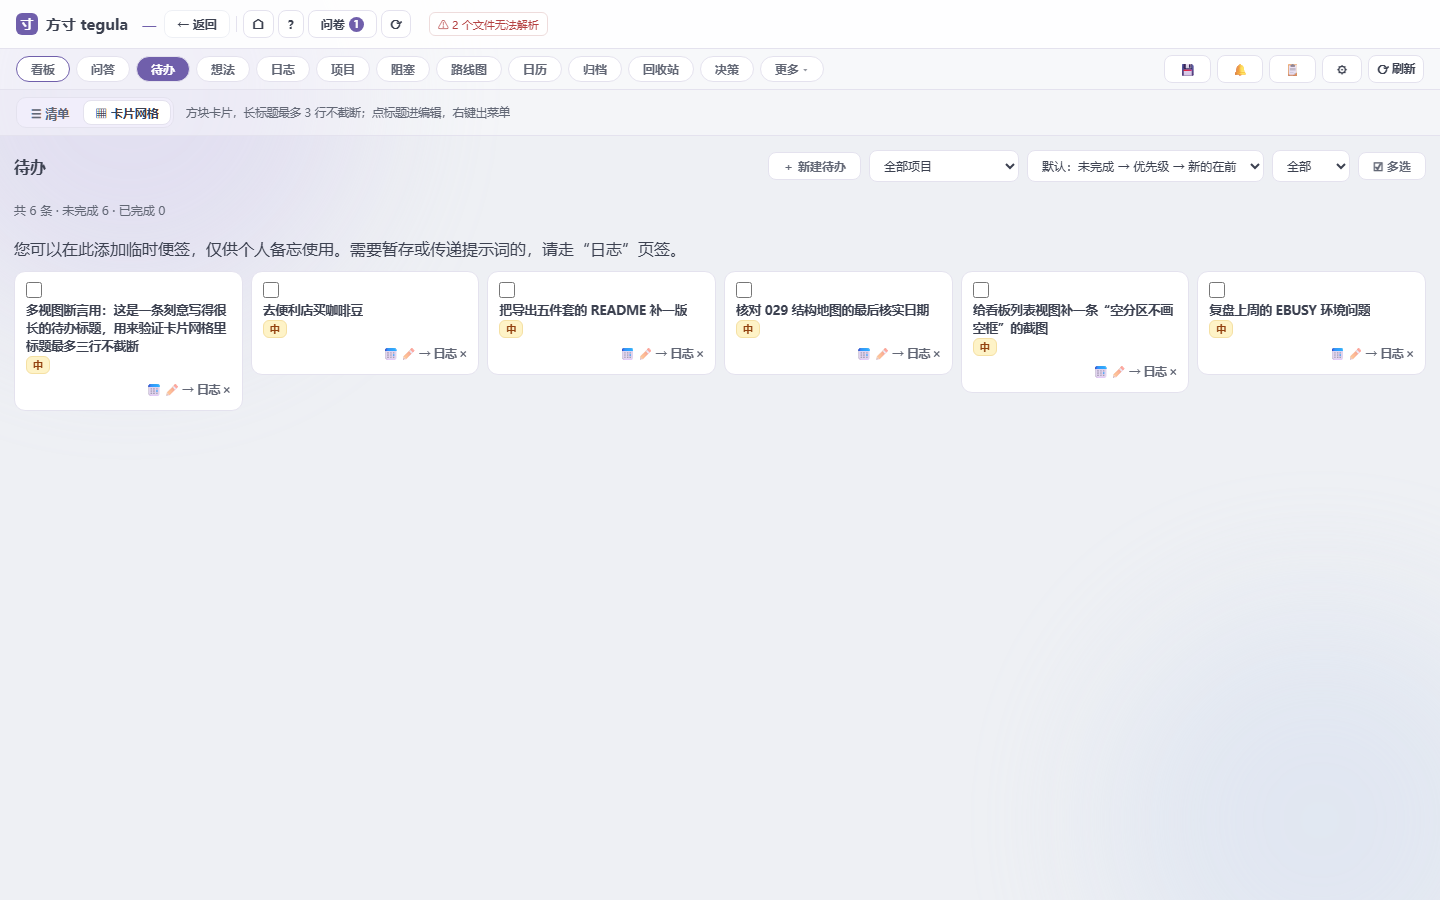 寸 方寸 tegula — ← 返回 ? 问卷 1 ⟳ ⚠ 2 个文件无法解析
看板 问答 待办 想法 日志 项目 阻塞 路线图 日历 归档 回收站 决策 更多 ⟳ 刷新
☰ 清单 卡片网格 方块卡片，长标题最多 3 行不截断；点标题进编辑，右键出菜单
待办 ＋ 新建待办 全部项目 默认：未完成 → 优先级 → 新的在前 全部 ☑ 多选
共 6 条 · 未完成 6 · 已完成 0
您可以在此添加临时便签，仅供个人备忘使用。需要暂存或传递提示词的，请走“日志”页签。
多视图断言用：这是一条刻意写得很
长的待办标题，用来验证卡片网格里
标题最多三行不截断
中
→ 日志 ×
去便利店买咖啡豆
中
→ 日志 ×
把导出五件套的 README 补一版
中
→ 日志 ×
核对 029 结构地图的最后核实日期
中
→ 日志 ×
给看板列表视图补一条“空分区不画
空框”的截图
中
→ 日志 ×
复盘上周的 EBUSY 环境问题
中
→ 日志 ×